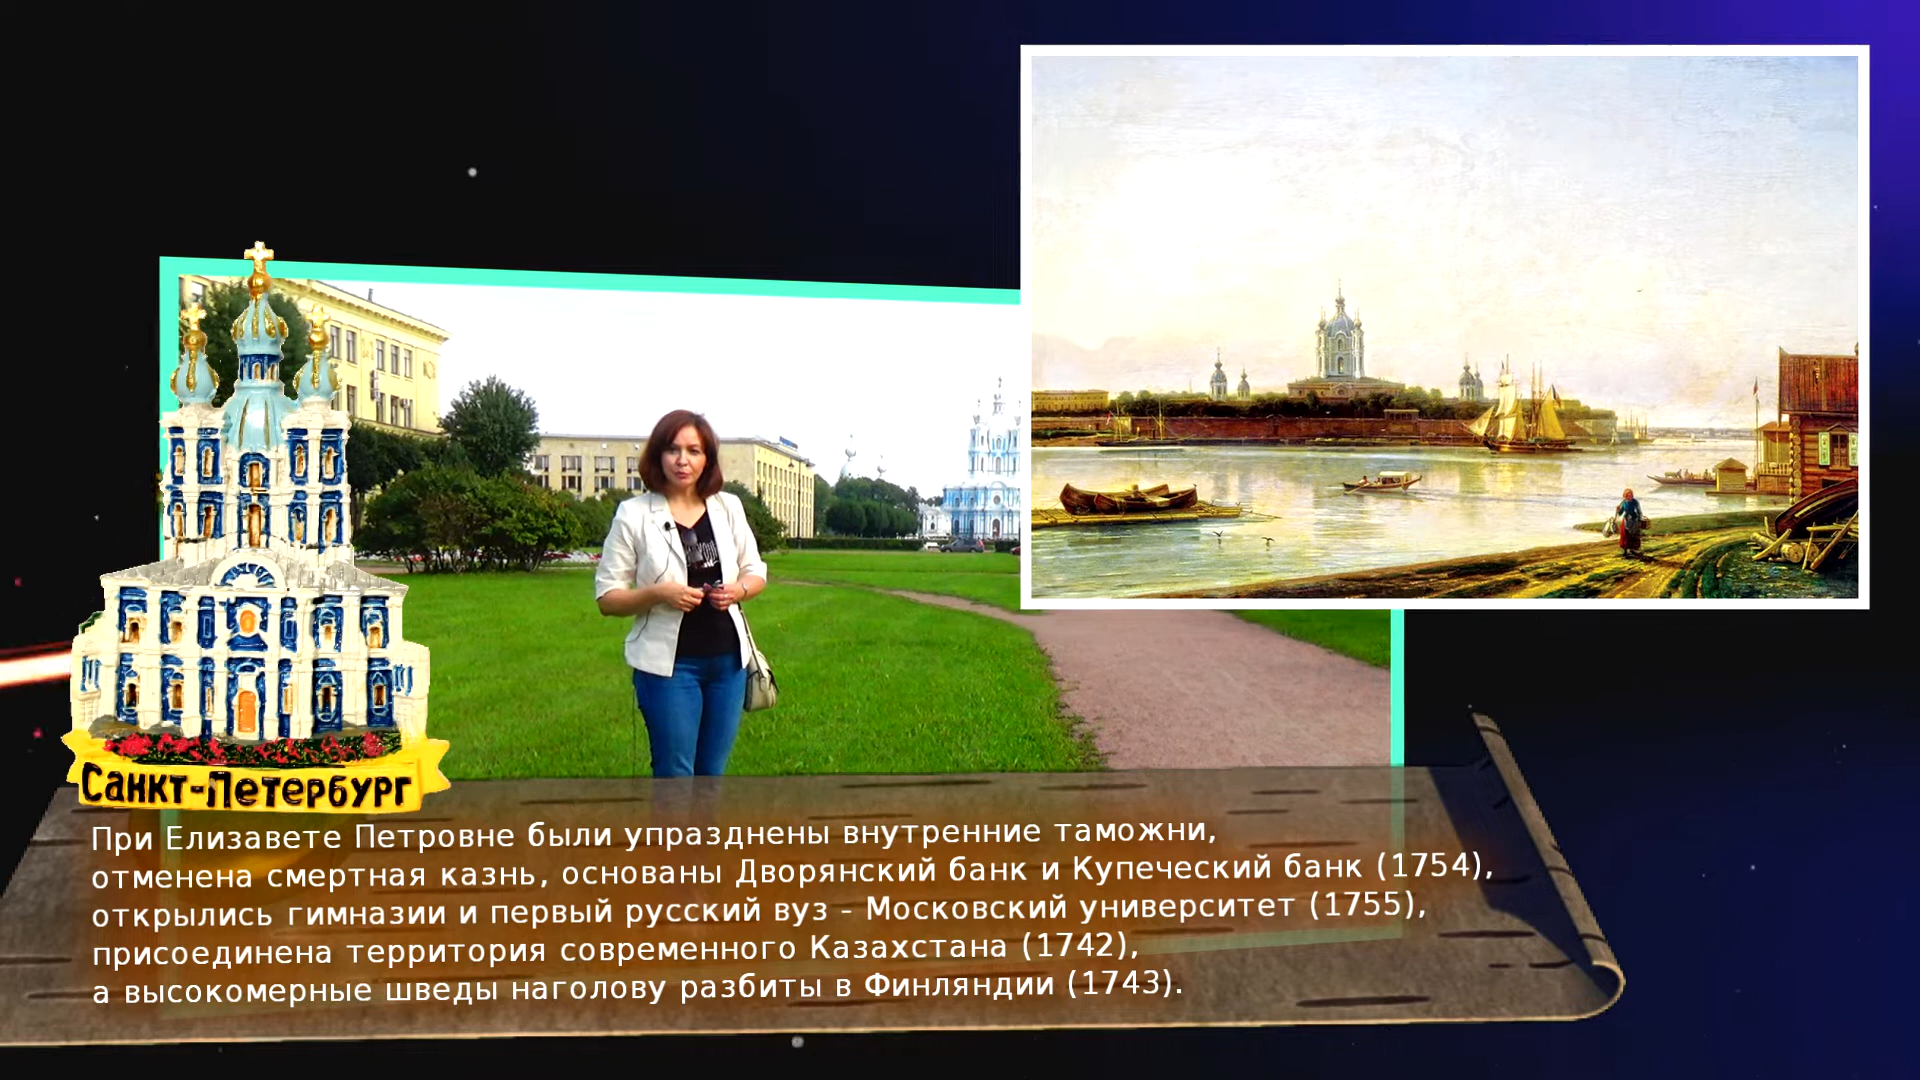 Санкт-Петербург
При Елизавете Петровне были упразднены внутренние таможни,
отменена смертная казнь, основаны Дворянский банк и Купеческий банк (1754),
открылись гимназии и первый русский вуз - Московский университет (1755),
присоединена территория современного Казахстана (1742),
а высокомерные шведы наголову разбиты в Финляндии (1743).